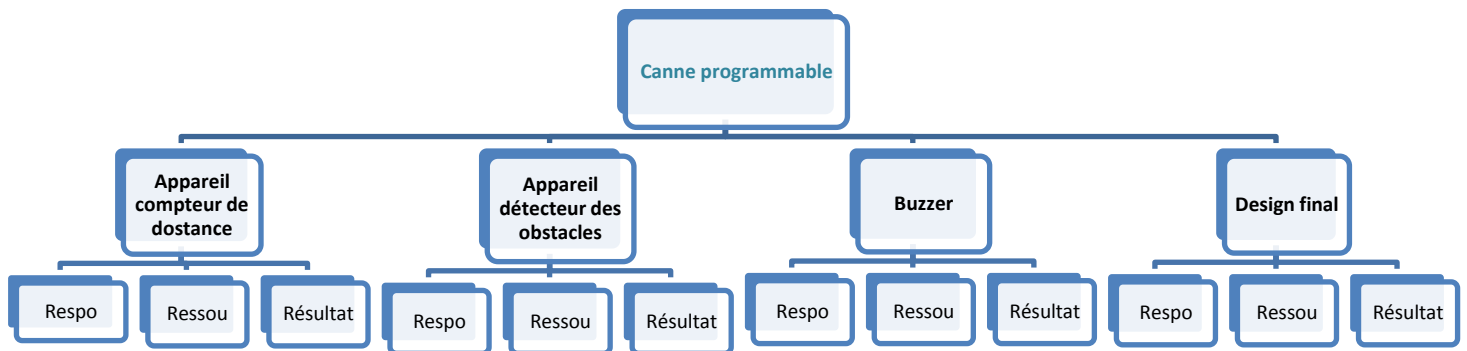 Canne programmable
Appareil
compteur de
dostance
Appareil
détecteur des
obstacles
Buzzer
Design final
Respo
Ressou
Résultat
Respo
Ressou
Résultat
Respo
Ressou
Résultat
Respo
Ressou
Résultat